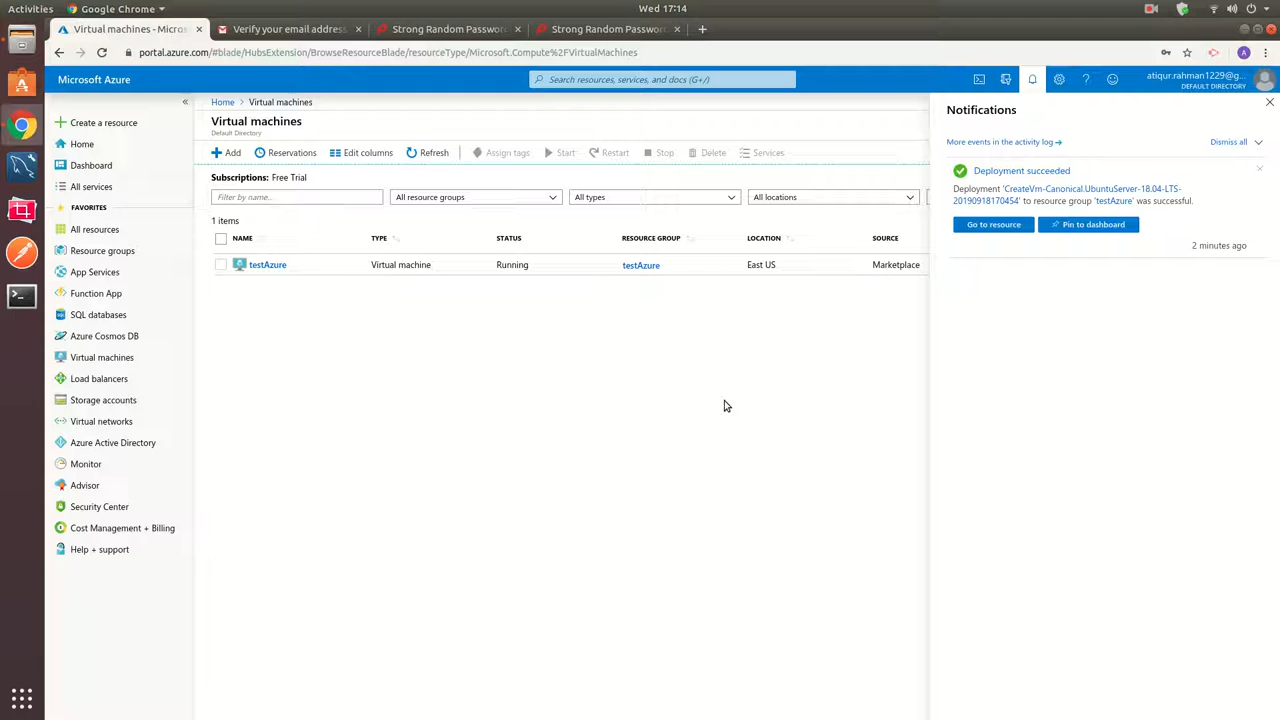 Activities
Google Chrome
Wed 17:14
Virtual machines - Micros
Verify your email address
Strong Random Password
Strong Random Password
portal.azure.com/#blade/HubsExtension/BrowseResourceBlade/resourceType/Microsoft.Compute%2FVirtualMachines
Microsoft Azure
Search resources, services, and docs (G+/)
atiqur.rahman1229@g...
DEFAULT DIRECTORY
Create a resource
Home
Dashboard
All services
FAVORITES
All resources
Resource groups
App Services
Function App
SQL databases
Azure Cosmos DB
Virtual machines
Load balancers
Storage accounts
Virtual networks
Azure Active Directory
Monitor
Advisor
Security Center
Cost Management + Billing
Help + support
Home > Virtual machines
Virtual machines
Default Directory
Add Reservations Edit columns Refresh Assign tags Start Restart Stop Delete Services
Subscriptions: Free Trial
Filter by name... All resource groups All types All locations
1 items
NAME TYPE STATUS RESOURCE GROUP LOCATION SOURCE
testAzure Virtual machine Running testAzure East US Marketplace
Notifications
More events in the activity log → Dismiss all
Deployment succeeded
Deployment 'CreateVm-Canonical.UbuntuServer-18.04-LTS-
20190918170454' to resource group 'testAzure' was successful.
Go to resource Pin to dashboard
2 minutes ago